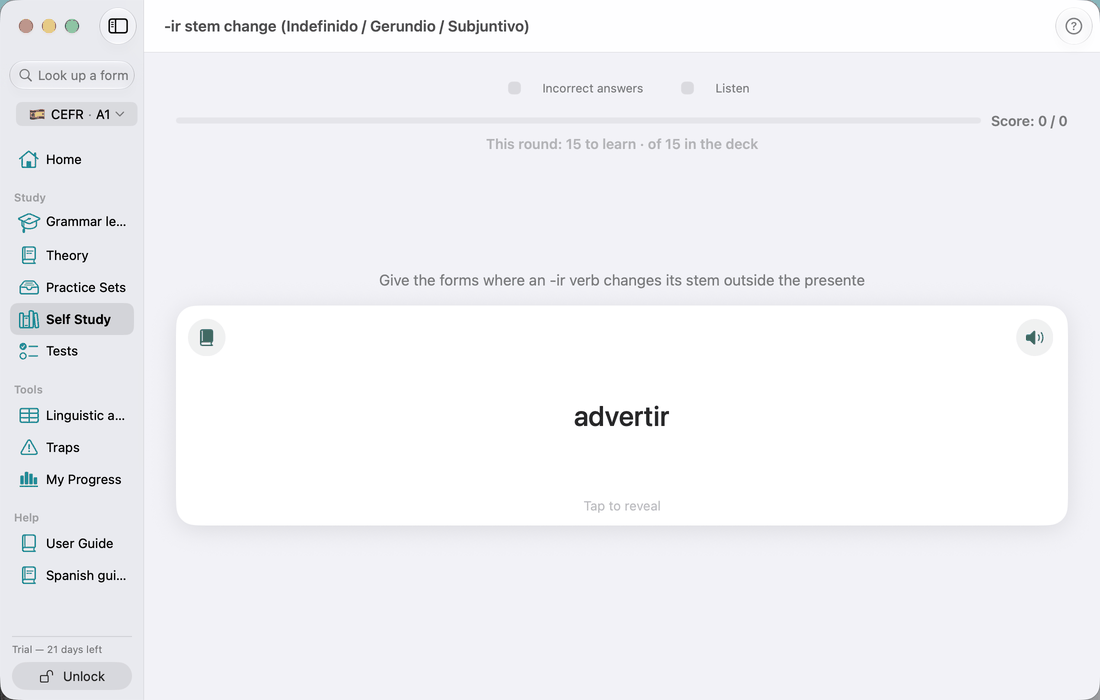 -ir stem change (Indefinido / Gerundio / Subjuntivo)
Look up a form
CEFR · A1
Home
Study
Grammar le...
Theory
Practice Sets
Self Study
Tests
Tools
Linguistic a...
Traps
My Progress
Help
User Guide
Spanish gui...
Trial — 21 days left
Unlock
Incorrect answers
Listen
Score: 0 / 0
This round: 15 to learn · of 15 in the deck
Give the forms where an -ir verb changes its stem outside the presente
advertir
Tap to reveal